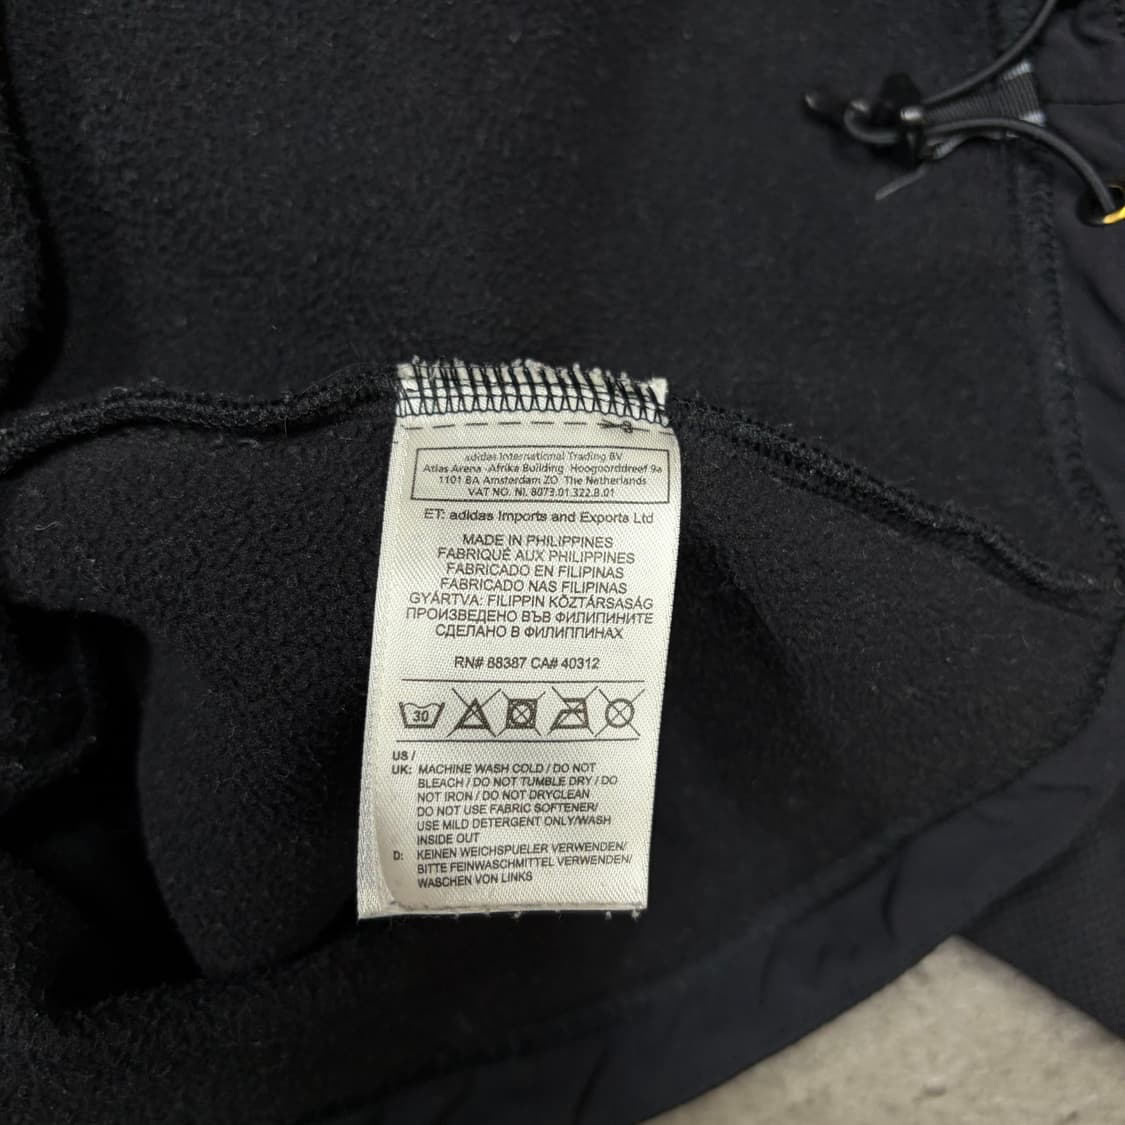 adidas International Trading BV
Atlas Arena -Afrika Building Hoogoorddreef 9a
1101 BA Amsterdam ZO The Netherlands
VAT NO. NL 8073.01.322.B.01
ET: adidas Imports and Exports Ltd
MADE IN PHILIPPINES
FABRIQUÉ AUX PHILIPPINES
FABRICADO EN FILIPINAS
FABRICADO NAS FILIPINAS
GYÁRTVA: FILIPPIN KÖZTÁRSASÁG
ПРОИЗВЕДЕНО ВЪВ ФИЛИПИНИТЕ
СДЕЛАНО В ФИЛИППИНАХ
RN# 88387 CA# 40312
30
US /
UK: MACHINE WASH COLD / DO NOT
BLEACH / DO NOT TUMBLE DRY / DO
NOT IRON / DO NOT DRYCLEAN
DO NOT USE FABRIC SOFTENER/
USE MILD DETERGENT ONLY/WASH
INSIDE OUT
D: KEINEN WEICHSPUELER VERWENDEN/
BITTE FEINWASCHMITTEL VERWENDEN/
WASCHEN VON LINKS